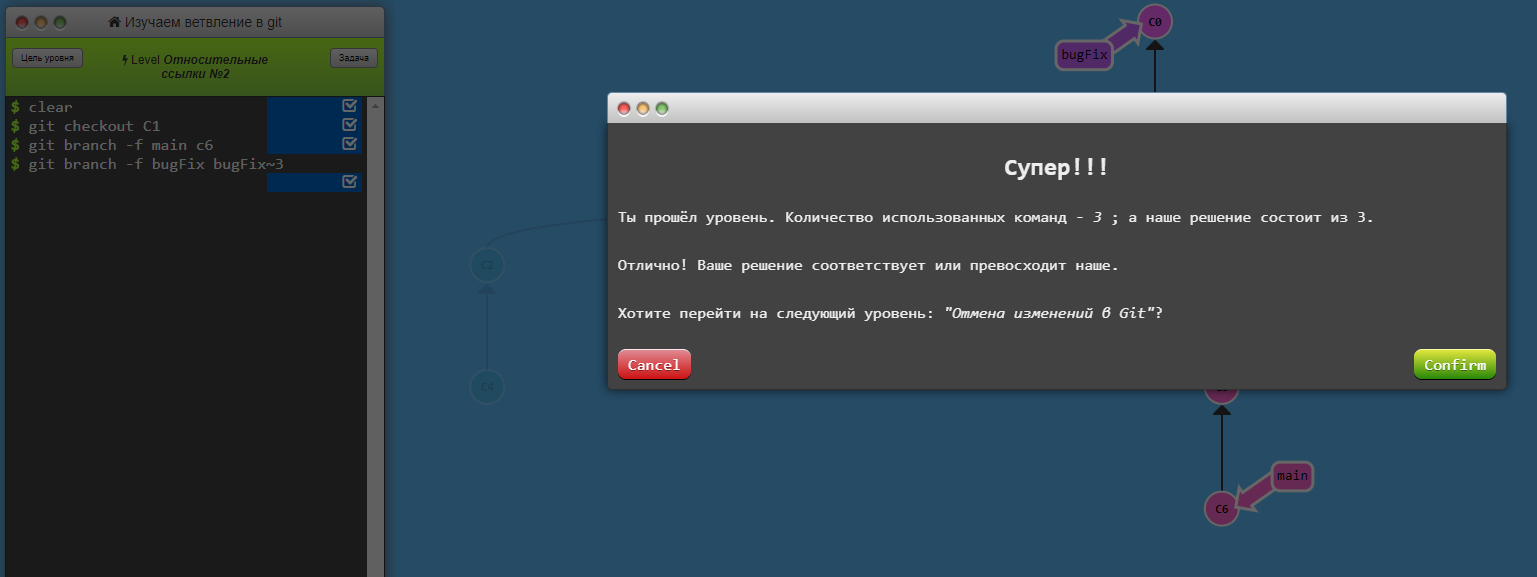 Изучаем ветвление в git
Цель уровня
Level Относительные
ссылки №2
Задача
$ clear
$ git checkout C1
$ git branch -f main c6
$ git branch -f bugFix bugFix~3
C0
bugFix
Супер!!!
Ты прошёл уровень. Количество использованных команд - 3 ; а наше решение состоит из 3.
Отлично! Ваше решение соответствует или превосходит наше.
Хотите перейти на следующий уровень: "Отмена изменений в Git"?
Cancel
Confirm
C2
C4
main
C6